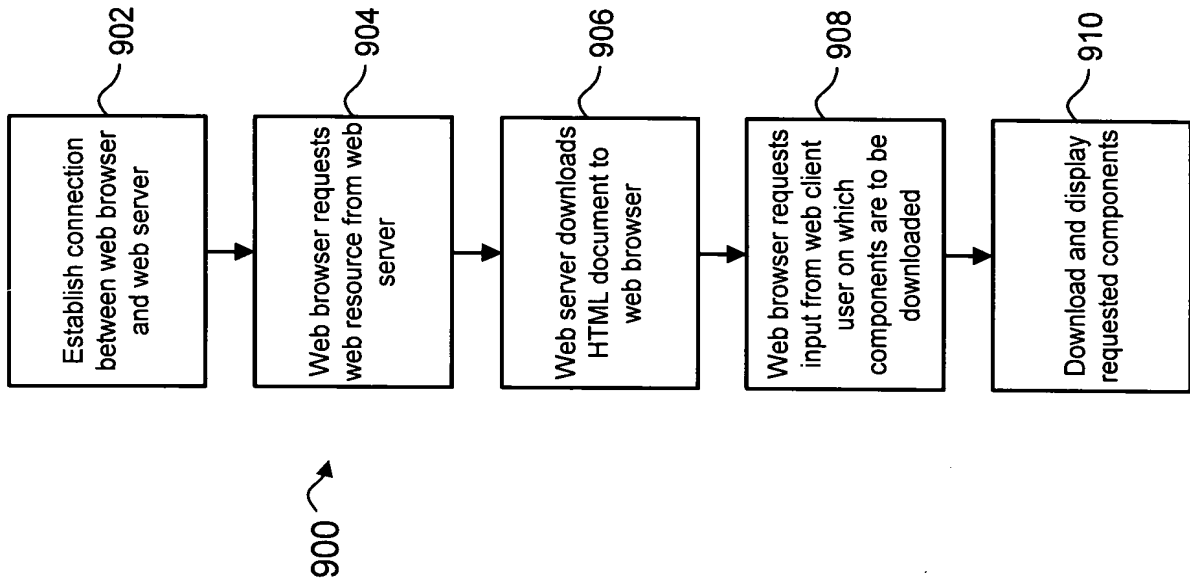 900
Establish connection
between web browser
and web server
902
Web browser requests
web resource from web
server
904
Web server downloads
HTML document to
web browser
906
Web browser requests
input from web client
user on which
components are to be
downloaded
908
Download and display
requested components
910